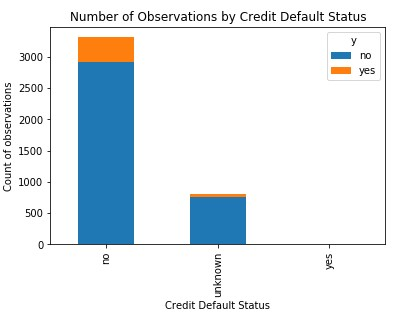 Number of Observations by Credit Default Status
Count of observations
3000
2500
2000
1500
1000
500
0
y
no
yes
no
unknown
yes
Credit Default Status